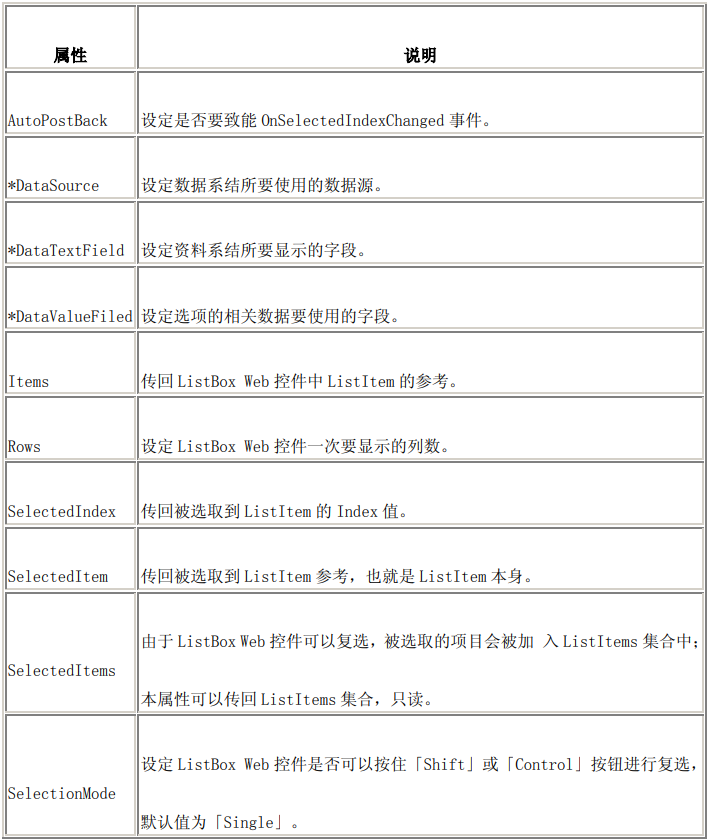 属性 说明
AutoPostBack 设定是否要致能 OnSelectedIndexChanged 事件。
*DataSource 设定数据系结所要使用的数据源。
*DataTextField 设定资料系结所要显示的字段。
*DataValueFiled 设定选项的相关数据要使用的字段。
Items 传回 ListBox Web 控件中 ListItem 的参考。
Rows 设定 ListBox Web 控件一次要显示的列数。
SelectedIndex 传回被选取到 ListItem 的 Index 值。
SelectedItem 传回被选取到 ListItem 参考，也就是 ListItem 本身。
SelectedItems 由于 ListBox Web 控件可以复选，被选取的项目会被加 入 ListItems 集合中；
本属性可以传回 ListItems 集合，只读。
SelectionMode 设定 ListBox Web 控件是否可以按住「Shift」或「Control」按钮进行复选，
默认值为「Single」。